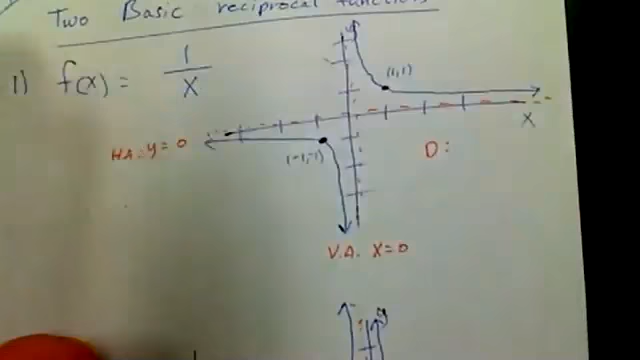 Two Basic reciprocal functions
1) f(x) = 1/x
(1,1)
x
HA: y=0
(-1,-1)
D:
V.A. x=0
y